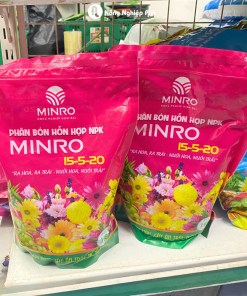 Nông Nghiệp Phố
MINRO
PHÂN BÓN HỖN HỢP NPK
MINRO
15-5-20
"RA HOA, RA TRÁI - NUÔI HOA, NUÔI TRÁI"
MINRO
PHÂN BÓN HỖN HỢP NPK
MINRO
15-5-20
"RA HOA, RA TRÁI - NUÔI HOA, NUÔI TRÁI"